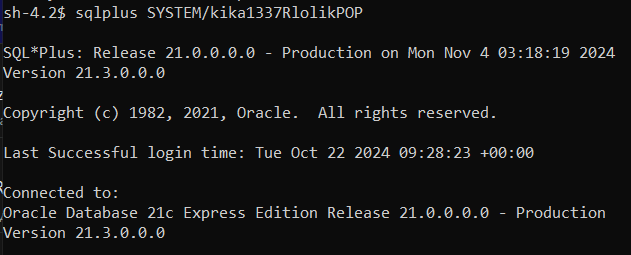 sh-4.2$ sqlplus SYSTEM/kika1337RlolikPOP
SQL*Plus: Release 21.0.0.0.0 - Production on Mon Nov 4 03:18:19 2024
Version 21.3.0.0.0
Copyright (c) 1982, 2021, Oracle.  All rights reserved.
Last Successful login time: Tue Oct 22 2024 09:28:23 +00:00
Connected to:
Oracle Database 21c Express Edition Release 21.0.0.0.0 - Production
Version 21.3.0.0.0